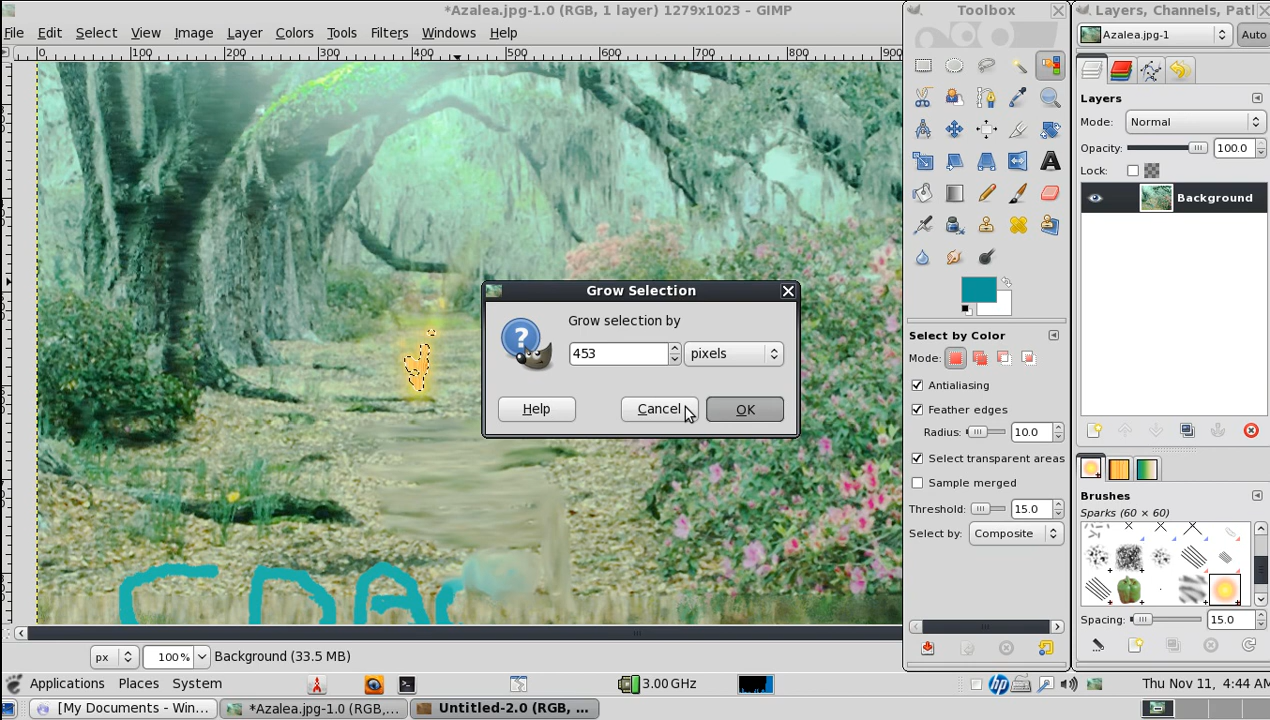 *Azalea.jpg-1.0 (RGB, 1 layer) 1279x1023 – GIMP
File Edit Select View Image Layer Colors Tools Filters Windows Help
0 100 200 300 400 500 600 700 800 900
Toolbox
Select by Color
Mode:
Antialiasing
Feather edges
Radius: 10.0
Select transparent areas
Sample merged
Threshold: 15.0
Select by: Composite
Layers, Channels, Patl
Azalea.jpg-1 Auto
Layers
Mode: Normal
Opacity: 100.0
Lock:
Background
Brushes
Sparks (60 × 60)
Spacing: 15.0
Grow Selection
Grow selection by
453 pixels
Help Cancel OK
CDAC
px 100% Background (33.5 MB)
Applications Places System 3.00 GHz Thu Nov 11, 4:44 AM
[My Documents - Win... *Azalea.jpg-1.0 (RGB,... Untitled-2.0 (RGB, ...